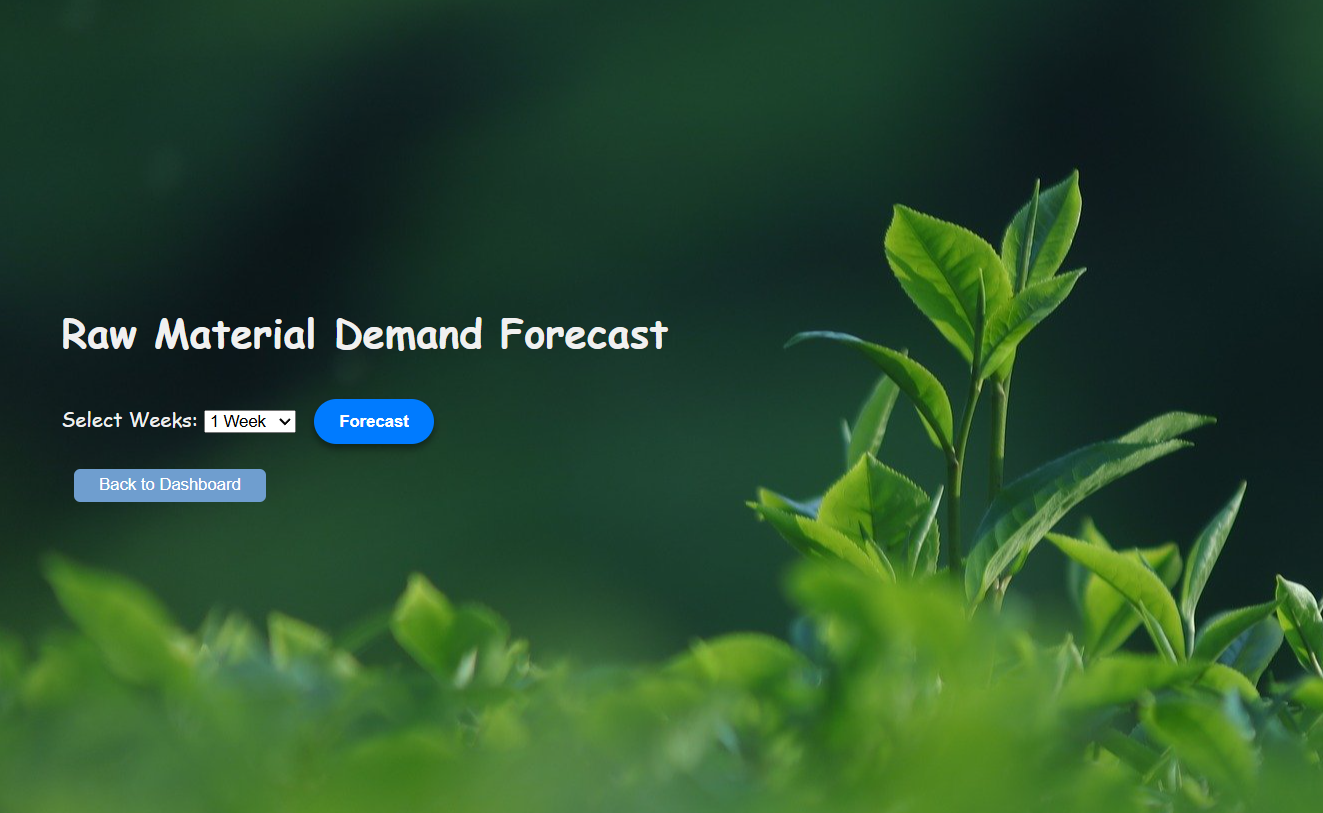 Raw Material Demand Forecast
Select Weeks: 1 Week Forecast
Back to Dashboard